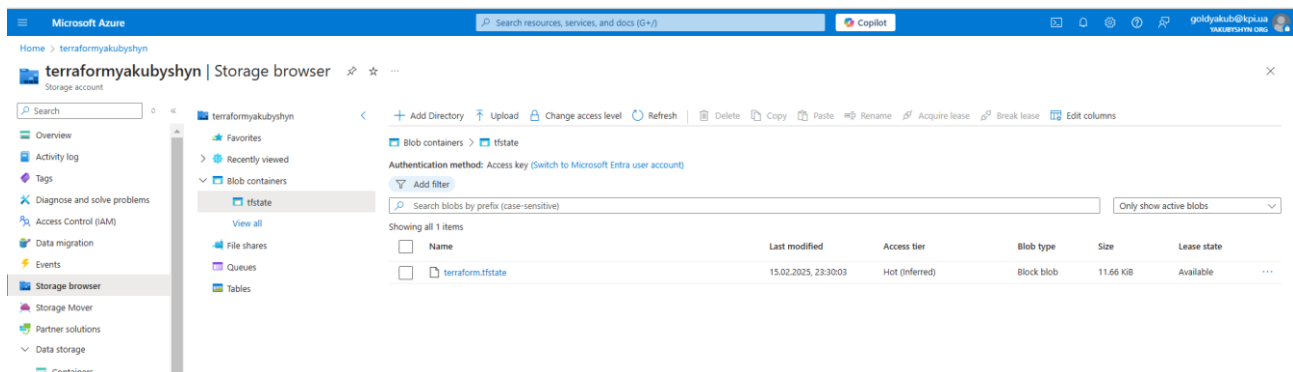 Microsoft Azure
Search resources, services, and docs (G+/)
Copilot
goldyakub@kpi.ua
YAKUBYSHYN ORG
Home > terraformyakubyshyn
terraformyakubyshyn | Storage browser
Storage account
Search
Overview
Activity log
Tags
Diagnose and solve problems
Access Control (IAM)
Data migration
Events
Storage browser
Storage Mover
Partner solutions
Data storage
Containers
terraformyakubyshyn
Favorites
Recently viewed
Blob containers
tfstate
View all
File shares
Queues
Tables
Add Directory Upload Change access level Refresh Delete Copy Paste Rename Acquire lease Break lease Edit columns
Blob containers > tfstate
Authentication method: Access key (Switch to Microsoft Entra user account)
Add filter
Search blobs by prefix (case-sensitive) Only show active blobs
Showing all 1 items
Name Last modified Access tier Blob type Size Lease state
terraform.tfstate 15.02.2025, 23:30:03 Hot (Inferred) Block blob 11.66 KiB Available